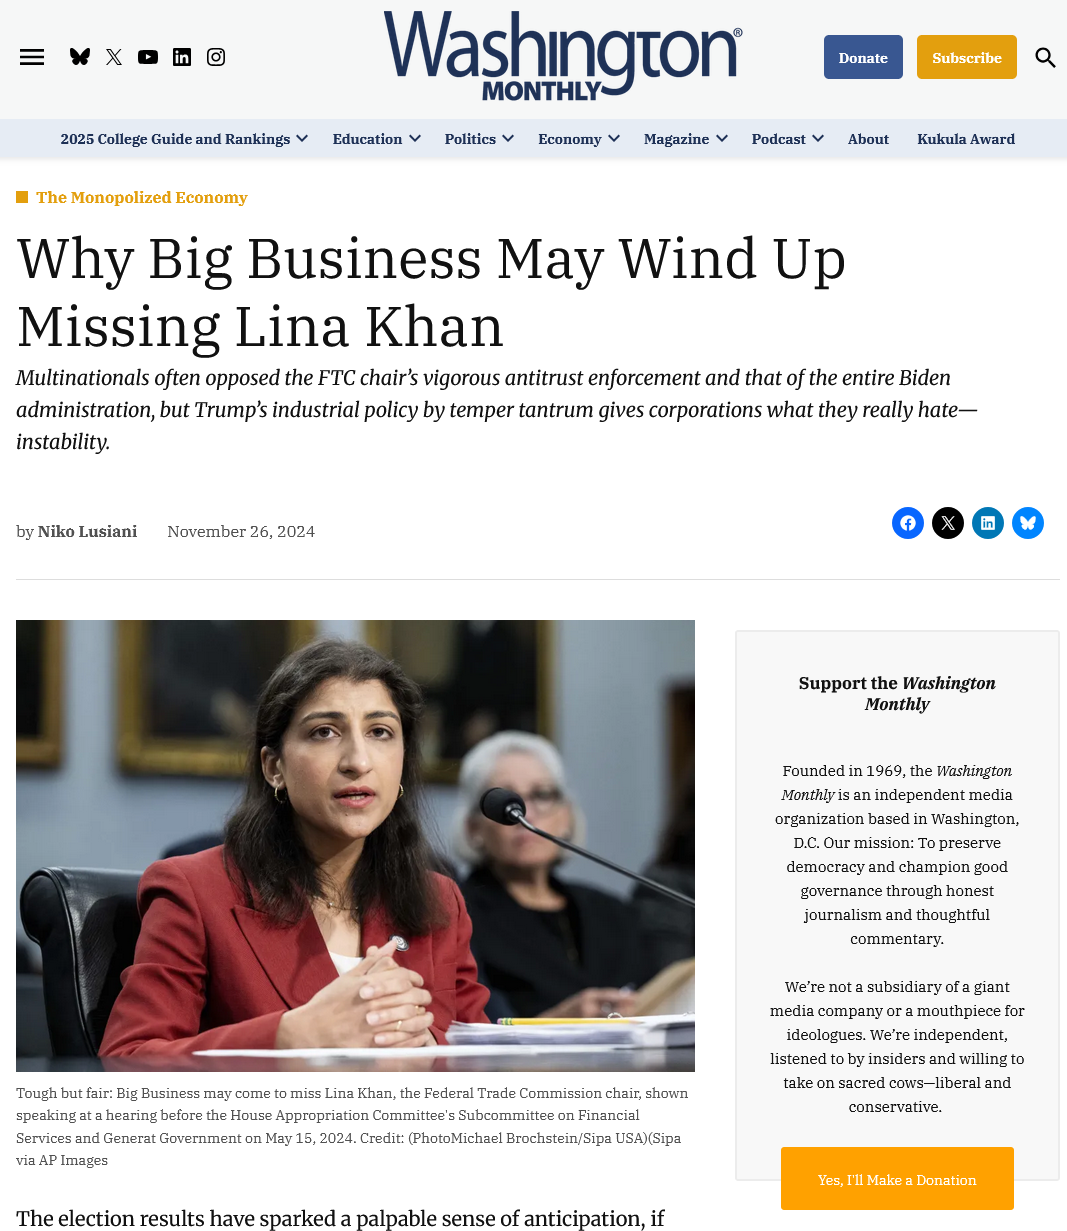 Washington®
MONTHLY
Donate
Subscribe
2025 College Guide and Rankings
Education
Politics
Economy
Magazine
Podcast
About
Kukula Award
The Monopolized Economy
Why Big Business May Wind Up
Missing Lina Khan
Multinationals often opposed the FTC chair’s vigorous antitrust enforcement and that of the entire Biden
administration, but Trump’s industrial policy by temper tantrum gives corporations what they really hate—
instability.
by Niko Lusiani
November 26, 2024
Tough but fair: Big Business may come to miss Lina Khan, the Federal Trade Commission chair, shown
speaking at a hearing before the House Appropriation Committee's Subcommittee on Financial
Services and Generat Government on May 15, 2024. Credit: (PhotoMichael Brochstein/Sipa USA)(Sipa
via AP Images
The election results have sparked a palpable sense of anticipation, if
Support the Washington
Monthly
Founded in 1969, the Washington
Monthly is an independent media
organization based in Washington,
D.C. Our mission: To preserve
democracy and champion good
governance through honest
journalism and thoughtful
commentary.
We’re not a subsidiary of a giant
media company or a mouthpiece for
ideologues. We’re independent,
listened to by insiders and willing to
take on sacred cows—liberal and
conservative.
Yes, I'll Make a Donation